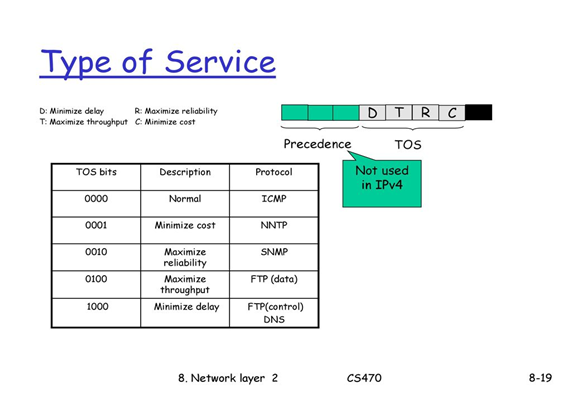 Type of Service
D: Minimize delay R: Maximize reliability
T: Maximize throughput C: Minimize cost
D T R C
Precedence TOS
Not used
in IPv4
TOS bits Description Protocol
0000 Normal ICMP
0001 Minimize cost NNTP
0010 Maximize reliability SNMP
0100 Maximize throughput FTP (data)
1000 Minimize delay FTP(control)
DNS
8. Network layer 2 CS470 8-19